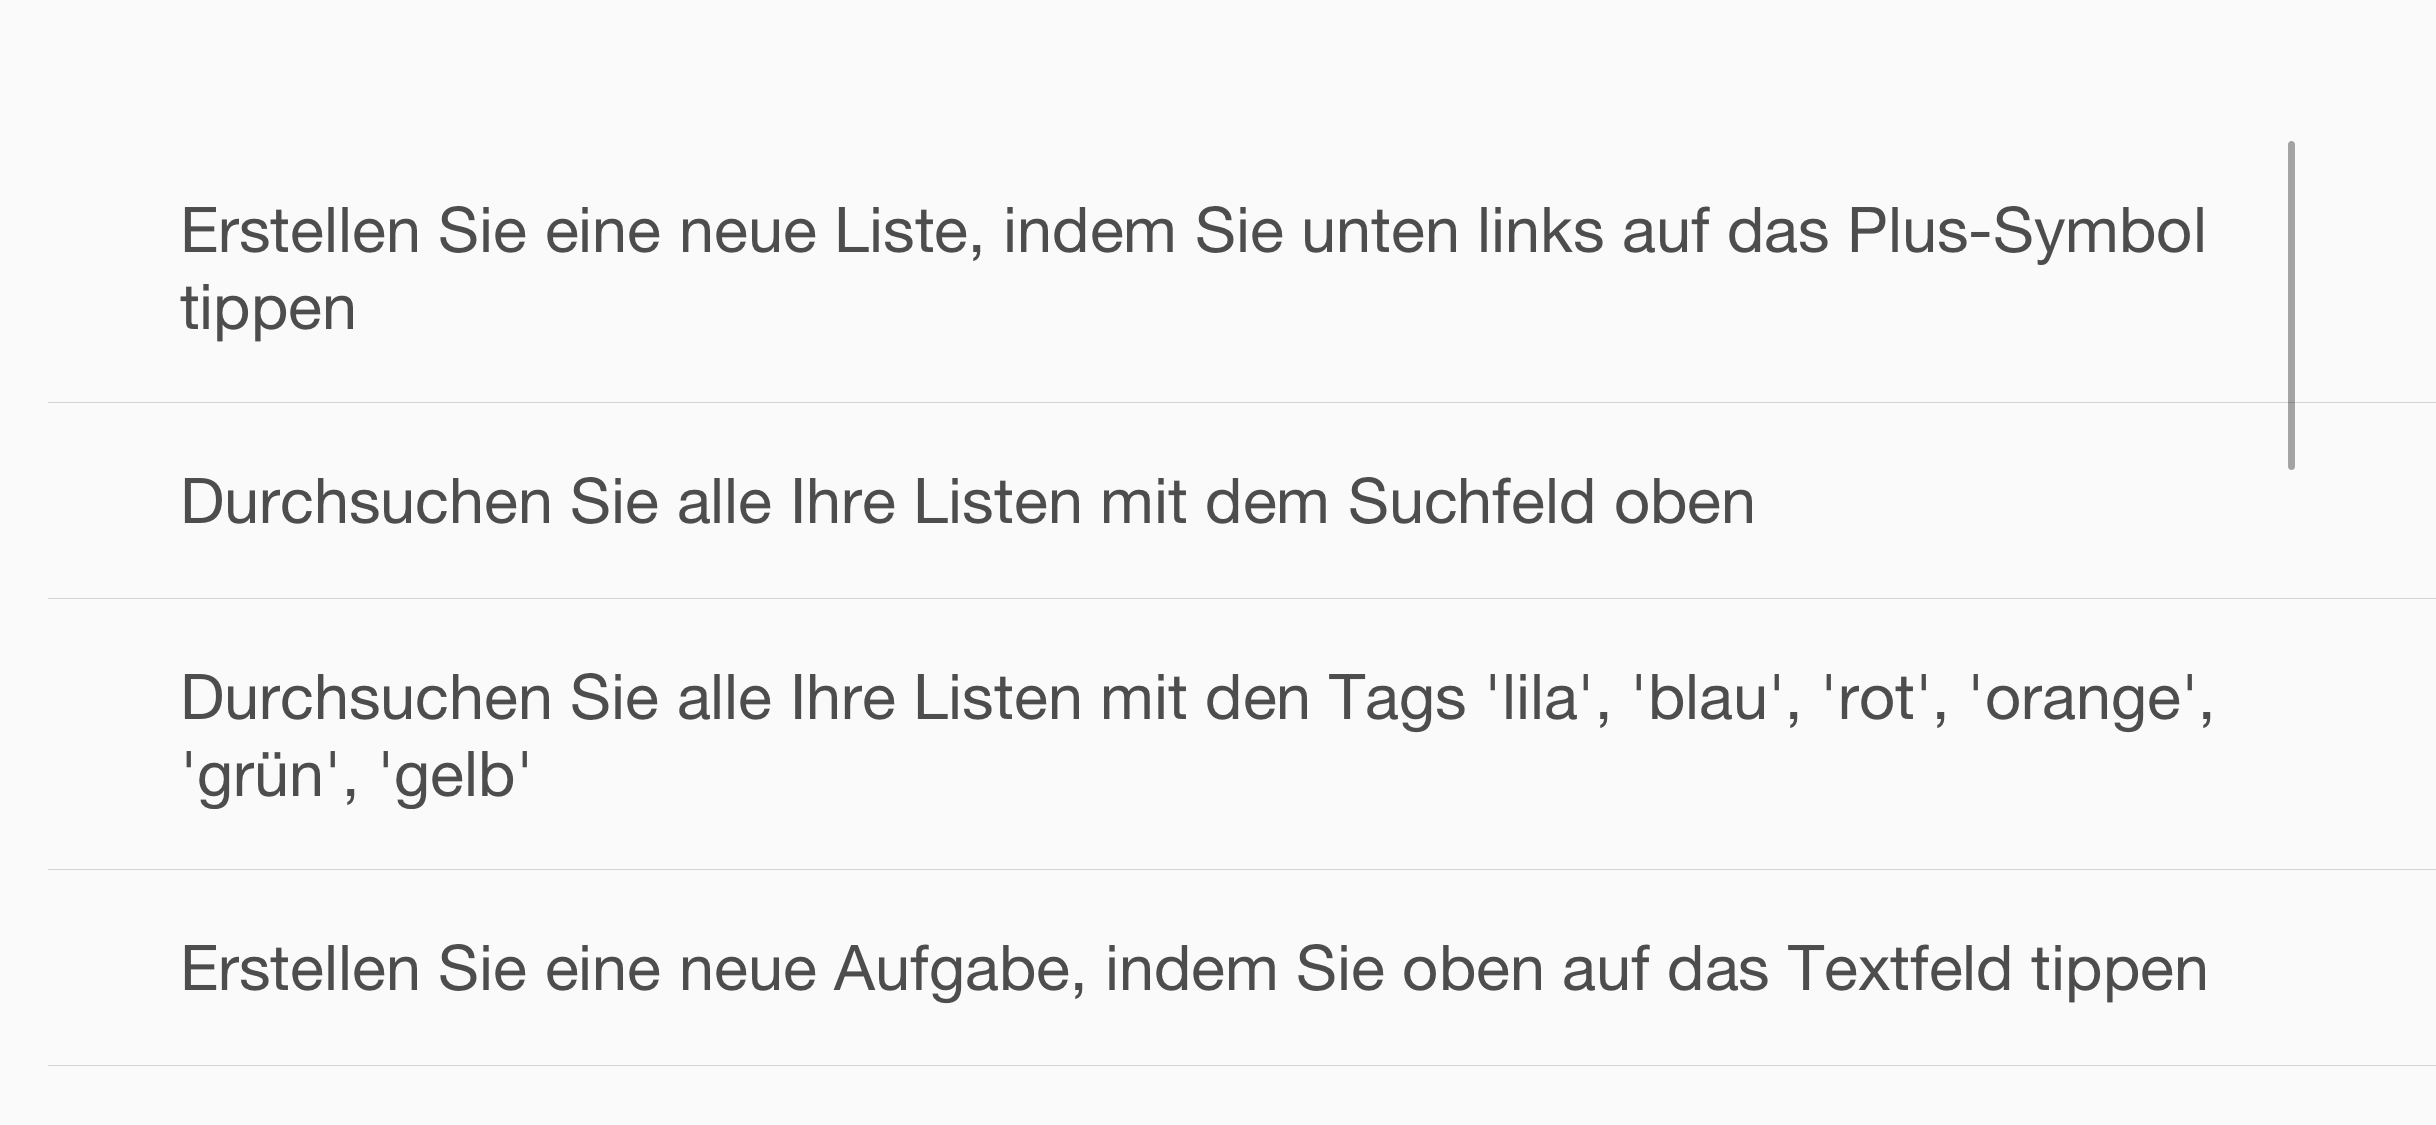 Erstellen Sie eine neue Liste, indem Sie unten links auf das Plus-Symbol
tippen
Durchsuchen Sie alle Ihre Listen mit dem Suchfeld oben
Durchsuchen Sie alle Ihre Listen mit den Tags 'lila', 'blau', 'rot', 'orange',
'grün', 'gelb'
Erstellen Sie eine neue Aufgabe, indem Sie oben auf das Textfeld tippen